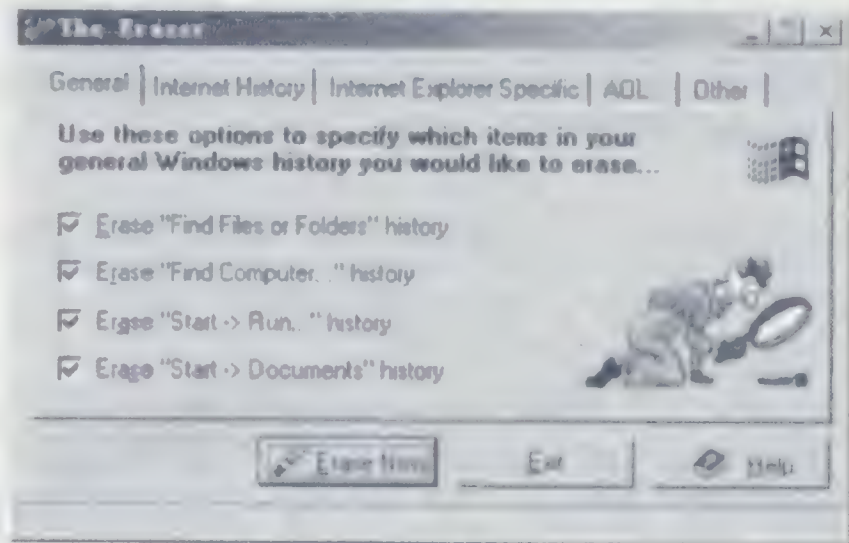 The Eraser
General | Internet History | Internet Explorer Specific | AOL | Other |
Use these options to specify which items in your
general Windows history you would like to erase...
Erase "Find Files or Folders" history
Erase "Find Computer..." history
Erase "Start -> Run..." history
Erase "Start -> Documents" history
Erase Now
Exit
Help